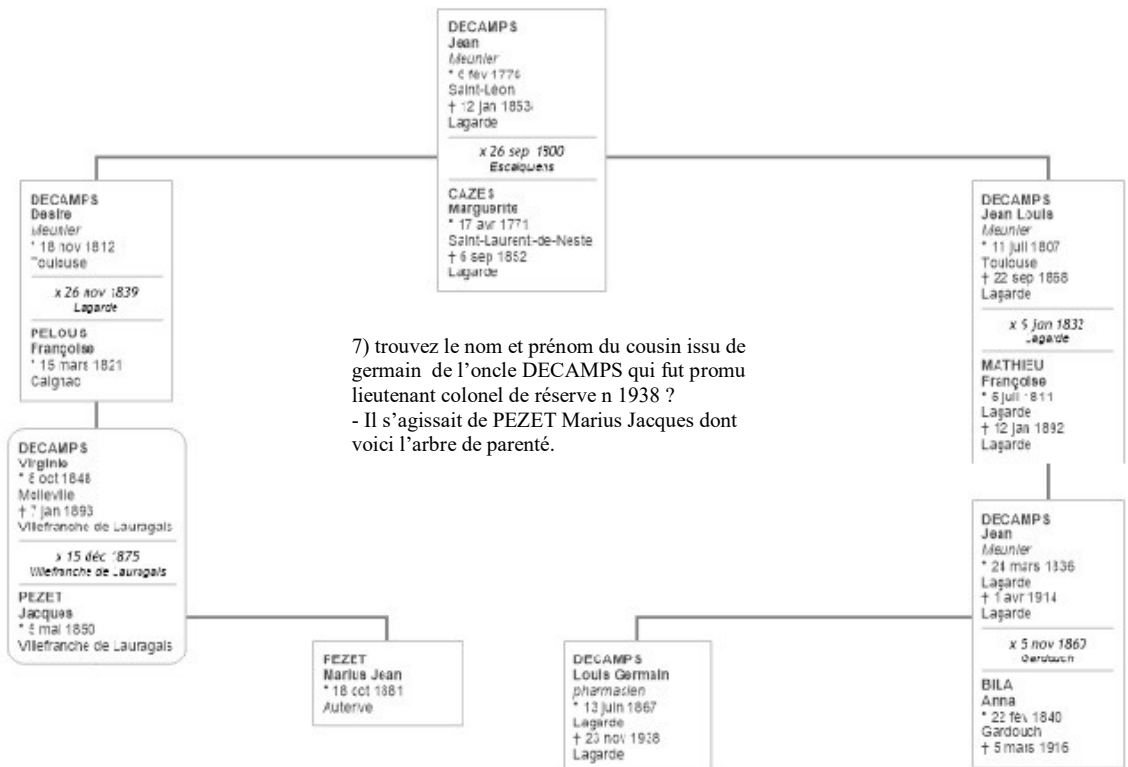 DECAMPS
Jean
Meunier
* 6 fév 1776
Saint-Léon
† 12 jan 1853
Lagarde
x 26 sep 1800
Escalquens
CAZES
Marguerite
* 17 avr 1771
Saint-Laurent-de-Neste
† 6 sep 1852
Lagarde
DECAMPS
Desire
Meunier
* 18 nov 1812
Toulouse
x 26 nov 1839
Lagarde
PELOUS
Françoise
* 15 mars 1821
Caignac
DECAMPS
Jean Louis
Meunier
* 11 juil 1807
Toulouse
† 22 sep 1868
Lagarde
x 5 jan 1832
Lagarde
MATHIEU
Françoise
* 6 juil 1811
Lagarde
† 12 jan 1892
Lagarde
7) trouvez le nom et prénom du cousin issu de
germain de l’oncle DECAMPS qui fut promu
lieutenant colonel de réserve n 1938 ?
- Il s’agissait de PEZET Marius Jacques dont
voici l’arbre de parenté.
DECAMPS
Virginie
* 8 oct 1848
Molleville
† 7 jan 1893
Villefranche de Lauragais
x 15 déc 1875
Villefranche de Lauragais
PEZET
Jacques
* 5 mai 1850
Villefranche de Lauragais
DECAMPS
Jean
Meunier
* 24 mars 1836
Lagarde
† 1 avr 1914
Lagarde
x 5 nov
Gardouch
BILA
Anna
* 22 fév 1840
Gardouch
† 5 mars 1916
PEZET
Marius Jean
* 18 oct 1881
Auterive
DECAMPS
Louis Germain
pharmacien
* 13 juin 1867
Lagarde
† 23 nov 1938
Lagarde